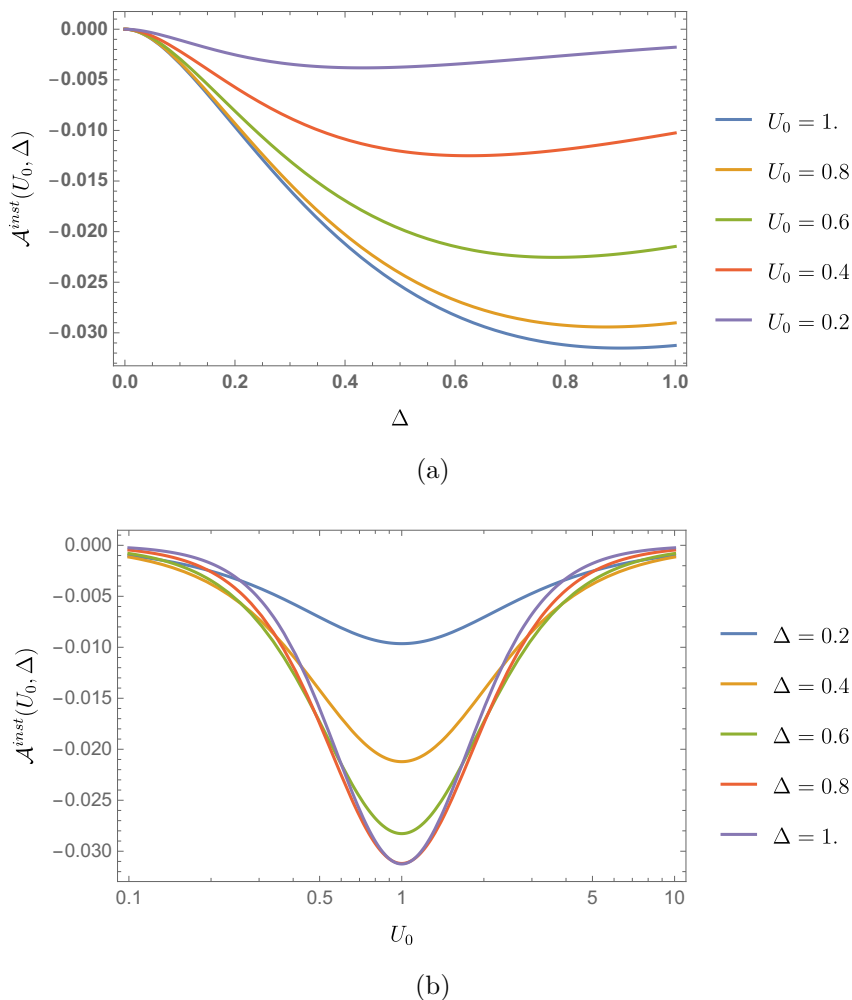 0.000
−0.005
−0.010
−0.015
−0.020
−0.025
−0.030
𝒜^{inst}(U_0, Δ)
0.0 0.2 0.4 0.6 0.8 1.0
Δ
U_0 = 1.
U_0 = 0.8
U_0 = 0.6
U_0 = 0.4
U_0 = 0.2
(a)
0.000
−0.005
−0.010
−0.015
−0.020
−0.025
−0.030
𝒜^{inst}(U_0, Δ)
0.1 0.5 1 5 10
U_0
Δ = 0.2
Δ = 0.4
Δ = 0.6
Δ = 0.8
Δ = 1.
(b)